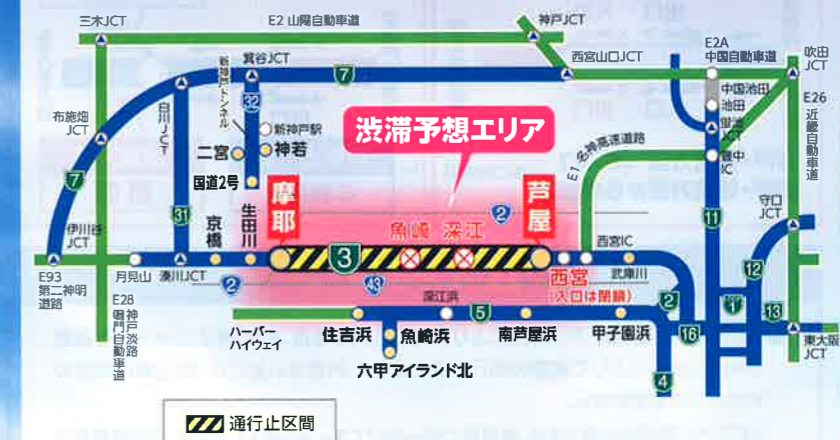 三木JCT
E2 山陽自動車道
神戸JCT
西宮山口JCT
E2A
中国自動車道
吹田
JCT
箕谷JCT
7
新神戸トンネル
32
中国池田
池田
蛍池
JCT
E26
近畿自動車道
布施畑
JCT
白川JCT
新神戸駅
神若
二宮
渋滞予想エリア
E1 名神高速道路
豊中
IC
国道2号
7
31
京橋
生田川
摩耶
芦屋
2
魚崎
深江
11
守口
JCT
伊川谷
JCT
3
西宮IC
E93
第二神明
道路
月見山
湊川JCT
2
43
西宮
(入口は閉鎖)
武庫川
12
E28
神戸淡路
鳴門自動車道
深江浜
5
2
1
13
ハーバー
ハイウェイ
住吉浜
魚崎浜
南芦屋浜
甲子園浜
16
東大阪
JCT
六甲アイランド北
4
通行止区間